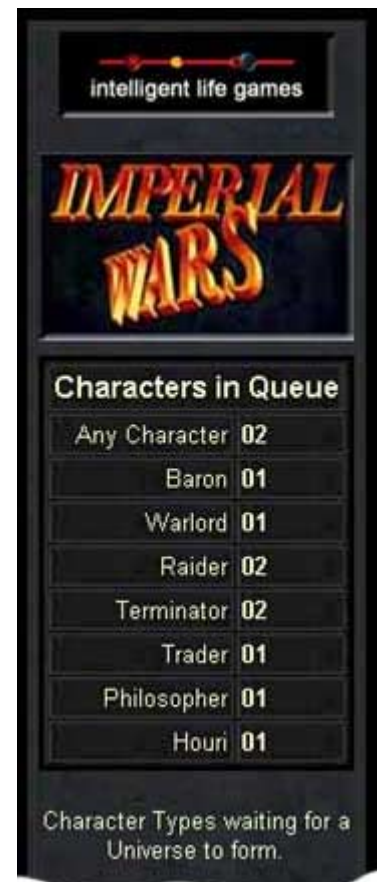 intelligent life games
IMPERIAL
WARS
Characters in Queue
Any Character 02
Baron 01
Warlord 01
Raider 02
Terminator 02
Trader 01
Philosopher 01
Houri 01
Character Types waiting for a
Universe to form.